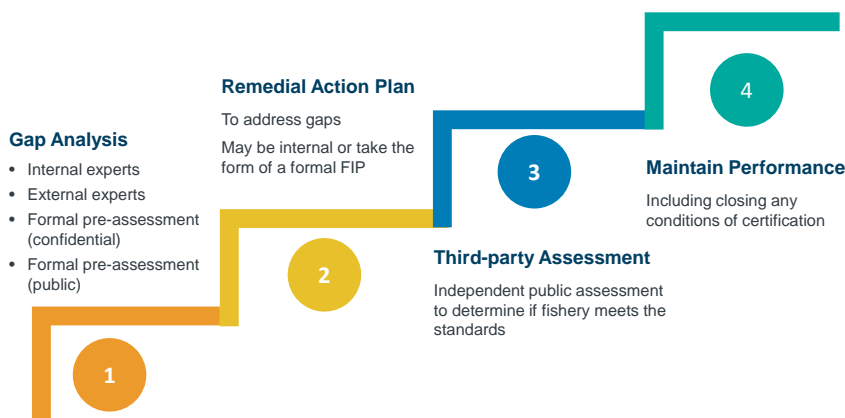 Gap Analysis
• Internal experts
• External experts
• Formal pre-assessment
(confidential)
• Formal pre-assessment
(public)
1
Remedial Action Plan
To address gaps
May be internal or take the
form of a formal FIP
2
3
Third-party Assessment
Independent public assessment
to determine if fishery meets the
standards
4
Maintain Performance
Including closing any
conditions of certification